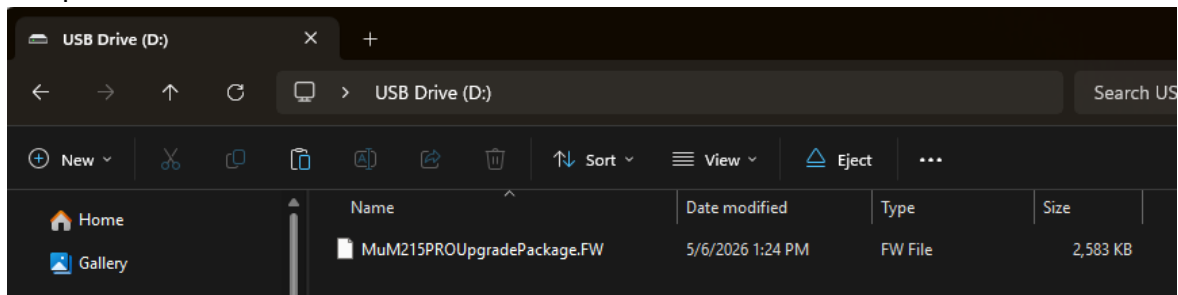 USB Drive (D:)
USB Drive (D:)
Search US
New
Sort
View
Eject
Home
Gallery
Name
Date modified
Type
Size
MuM215PROUpgradePackage.FW
5/6/2026 1:24 PM
FW File
2,583 KB